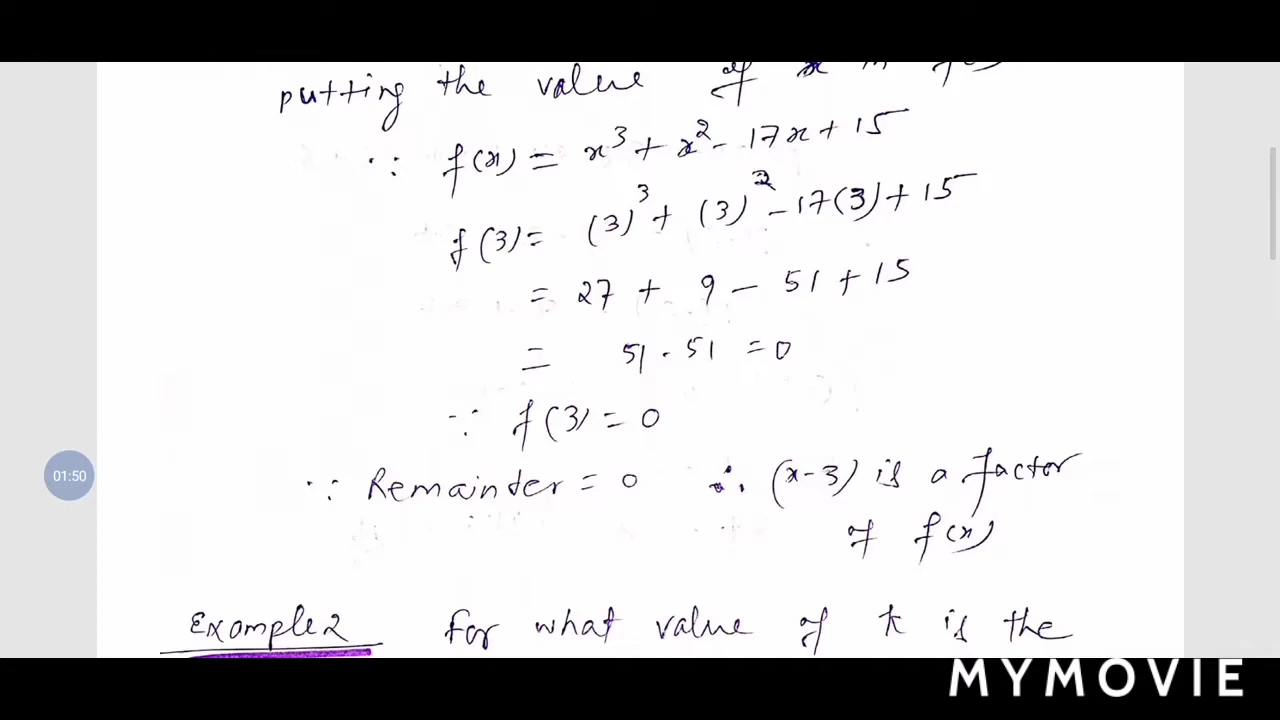 putting the value of x in
∵ f(x) = x³ + x² - 17x + 15
f(3) = (3)³ + (3)² - 17(3) + 15
= 27 + 9 - 51 + 15
= 51 - 51 = 0
∵ f(3) = 0
∵ Remainder = 0 ∴ (x-3) is a factor
of f(x)
Example 2 For what value of k is the
01:50
MYMOVIE